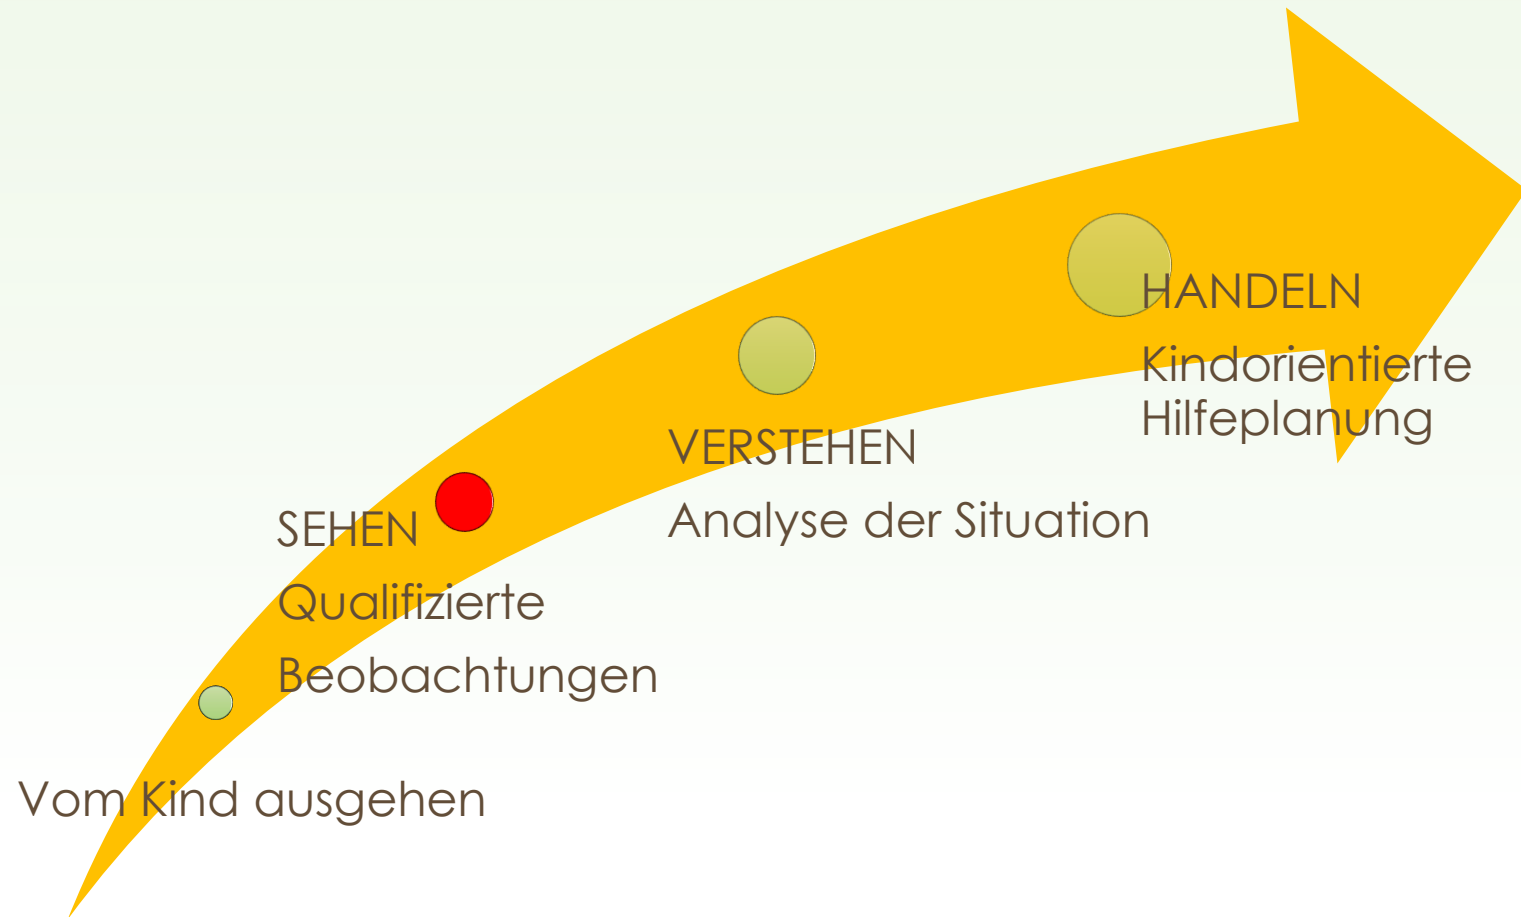 Vom Kind ausgehen
SEHEN
Qualifizierte
Beobachtungen
VERSTEHEN
Analyse der Situation
HANDELN
Kindorientierte
Hilfeplanung